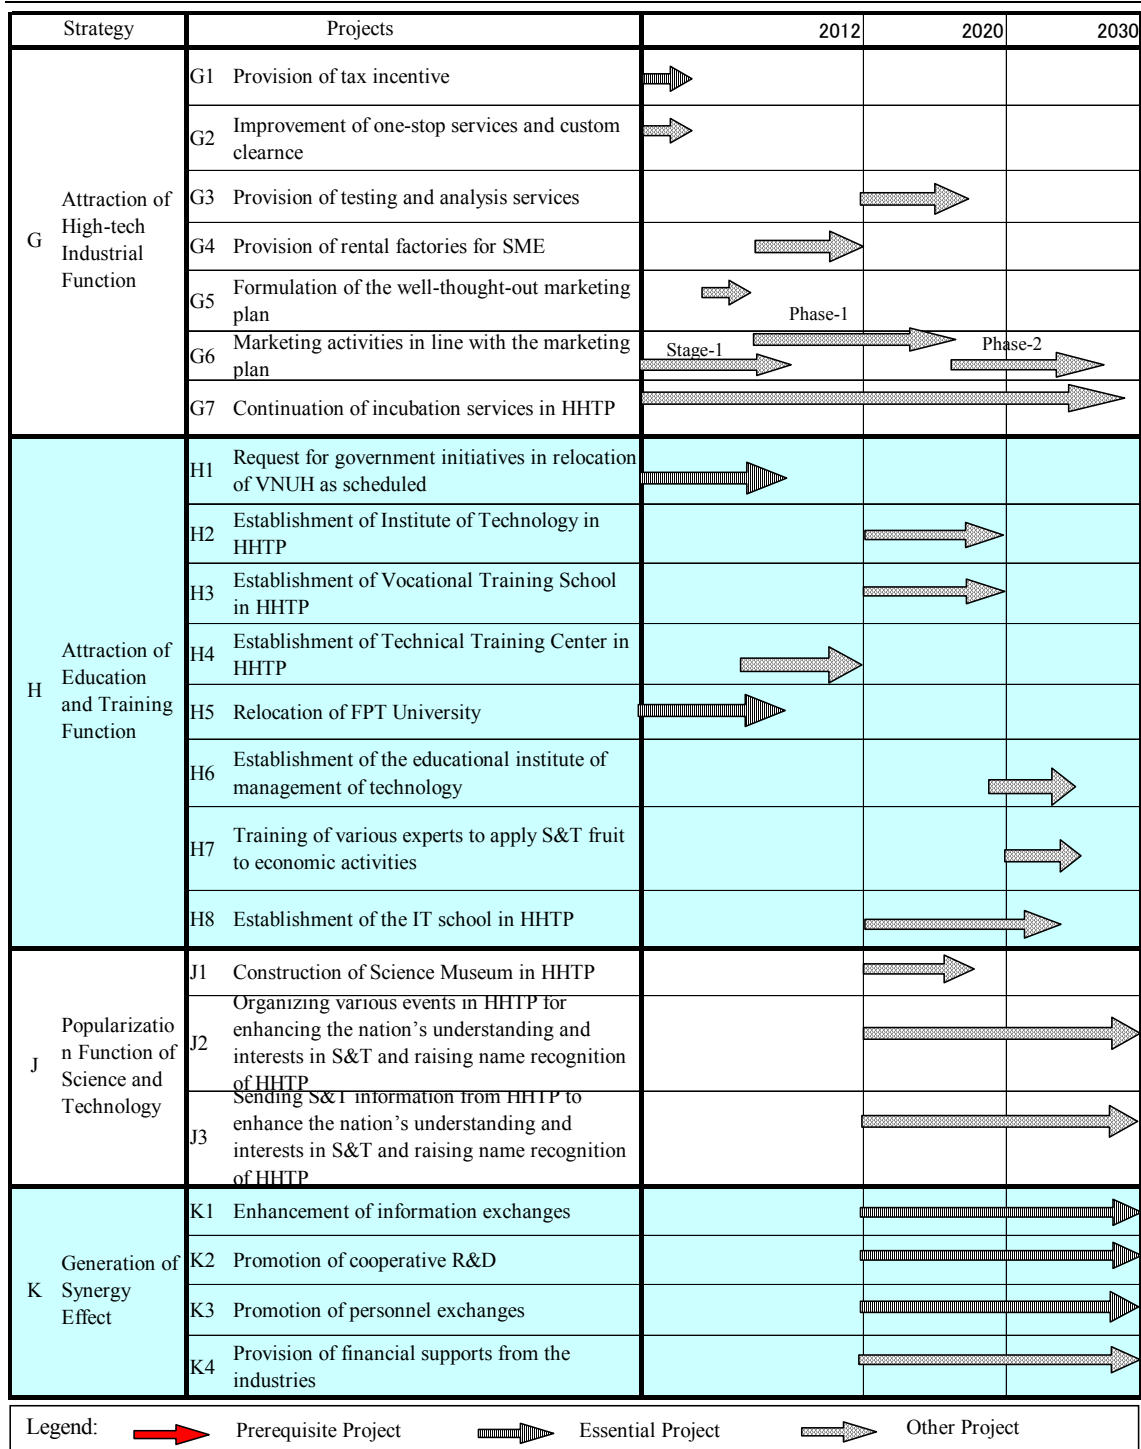 Strategy Projects 2012 2020 2030
G Attraction of
High-tech
Industrial
Function
G1 Provision of tax incentive
G2 Improvement of one-stop services and custom
clearnce
G3 Provision of testing and analysis services
G4 Provision of rental factories for SME
G5 Formulation of the well-thought-out marketing
plan
Phase-1
G6 Marketing activities in line with the marketing
plan
Stage-1
Phase-2
G7 Continuation of incubation services in HHTP
H Attraction of
Education
and Training
Function
H1 Request for government initiatives in relocation
of VNUH as scheduled
H2 Establishment of Institute of Technology in
HHTP
H3 Establishment of Vocational Training School
in HHTP
H4 Establishment of Technical Training Center in
HHTP
H5 Relocation of FPT University
H6 Establishment of the educational institute of
management of technology
H7 Training of various experts to apply S&T fruit
to economic activities
H8 Establishment of the IT school in HHTP
J Popularizatio
n Function of
Science and
Technology
J1 Construction of Science Museum in HHTP
J2 Organizing various events in HHTP for
enhancing the nation's understanding and
interests in S&T and raising name recognition
of HHTP
J3 Sending S&T information from HHTP to
enhance the nation's understanding and
interests in S&T and raising name recognition
of HHTP
K Generation of
Synergy
Effect
K1 Enhancement of information exchanges
K2 Promotion of cooperative R&D
K3 Promotion of personnel exchanges
K4 Provision of financial supports from the
industries
Legend: Prerequisite Project Essential Project Other Project